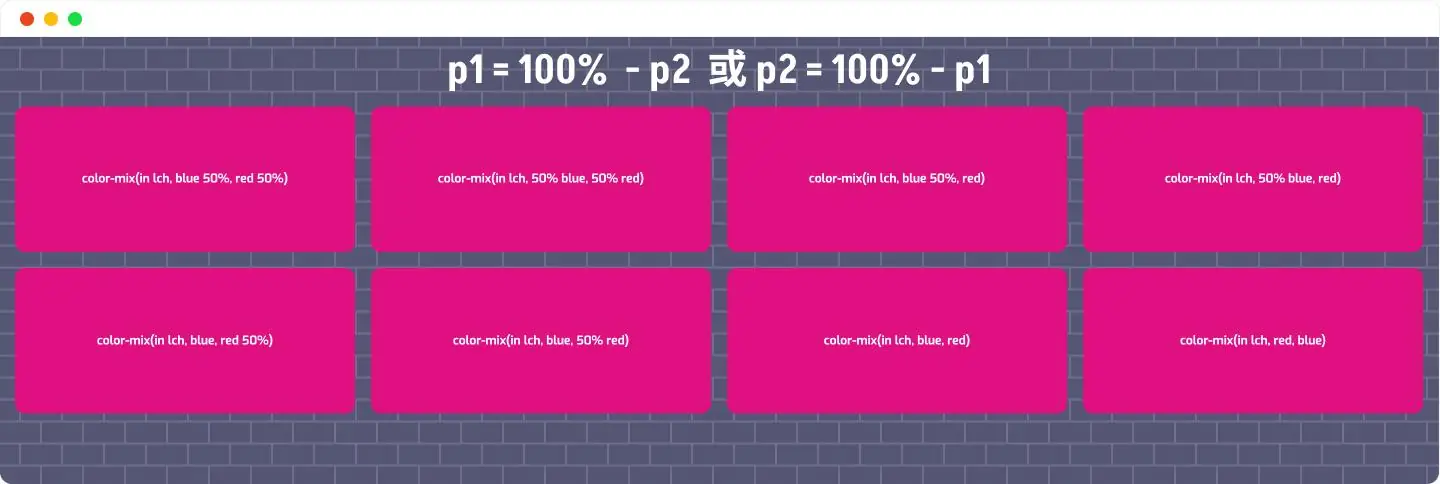 p1 = 100% - p2 或 p2 = 100% - p1
color-mix(in lch, blue 50%, red 50%)
color-mix(in lch, 50% blue, 50% red)
color-mix(in lch, blue 50%, red)
color-mix(in lch, 50% blue, red)
color-mix(in lch, blue, red 50%)
color-mix(in lch, blue, 50% red)
color-mix(in lch, blue, red)
color-mix(in lch, red, blue)